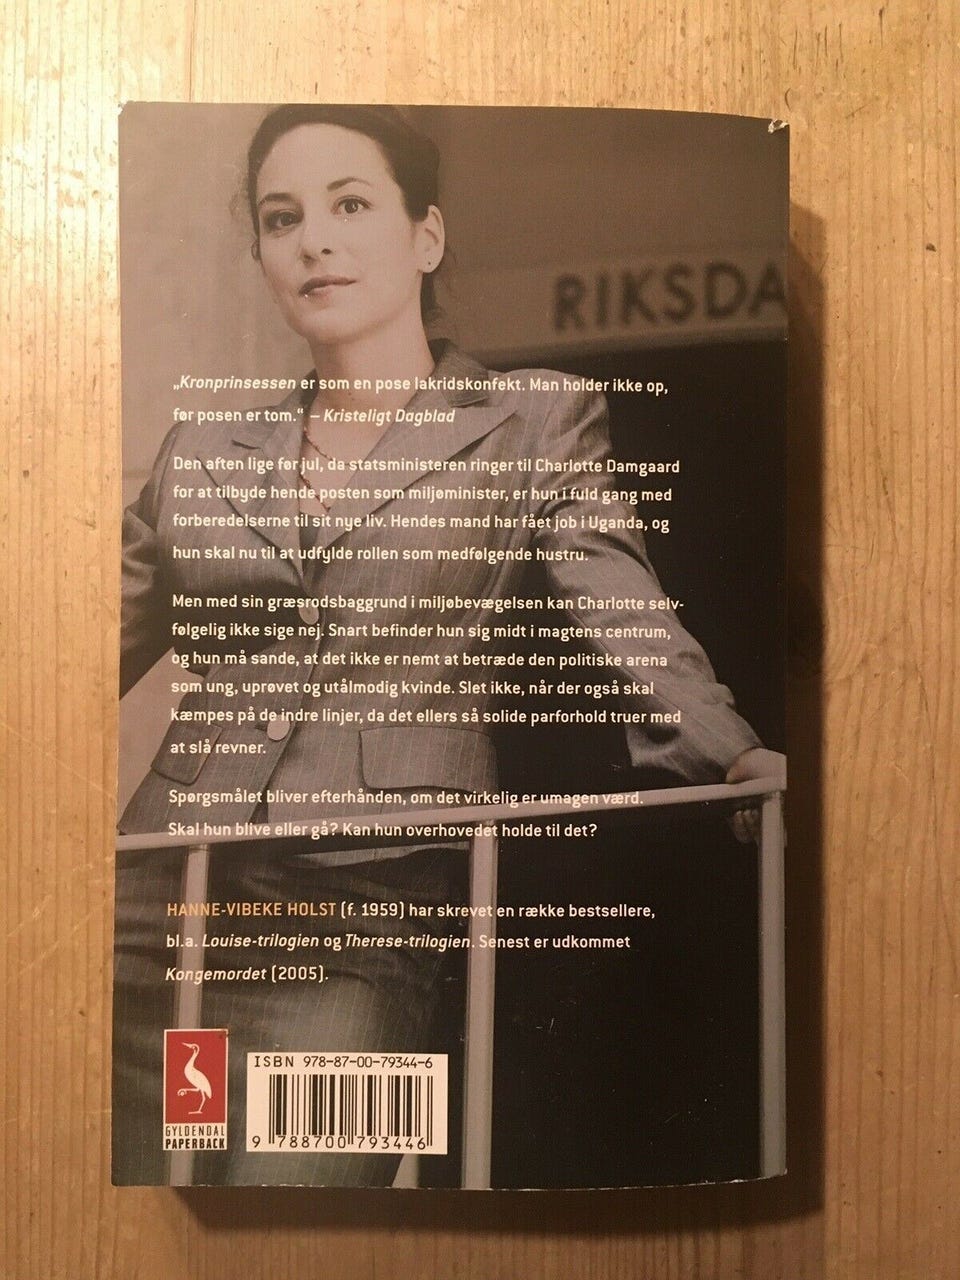 RIKSDA
„Kronprinsessen er som en pose lakridskonfekt. Man holder ikke op,
før posen er tom.“ – Kristeligt Dagblad
Den aften lige før jul, da statsministeren ringer til Charlotte Damgaard
for at tilbyde hende posten som miljøminister, er hun i fuld gang med
forberedelserne til sit nye liv. Hendes mand har fået job i Uganda, og
hun skal nu til at udfylde rollen som medfølgende hustru.
Men med sin græsrodsbaggrund i miljøbevægelsen kan Charlotte selv-
følgelig ikke sige nej. Snart befinder hun sig midt i magtens centrum,
og hun må sande, at det ikke er nemt at betræde den politiske arena
som ung, uprøvet og utålmodig kvinde. Slet ikke, når der også skal
kæmpes på de indre linjer, da det ellers så solide parforhold truer med
at slå revner.
Spørgsmålet bliver efterhånden, om det virkelig er umagen værd.
Skal hun blive eller gå? Kan hun overhovedet holde til det?
HANNE-VIBEKE HOLST (f. 1959) har skrevet en række bestsellere,
bl.a. Louise-trilogien og Therese-trilogien. Senest er udkommet
Kongemordet (2005).
GYLDENDAL
PAPERBACK
ISBN 978-87-00-79344-6
9 788700 793446